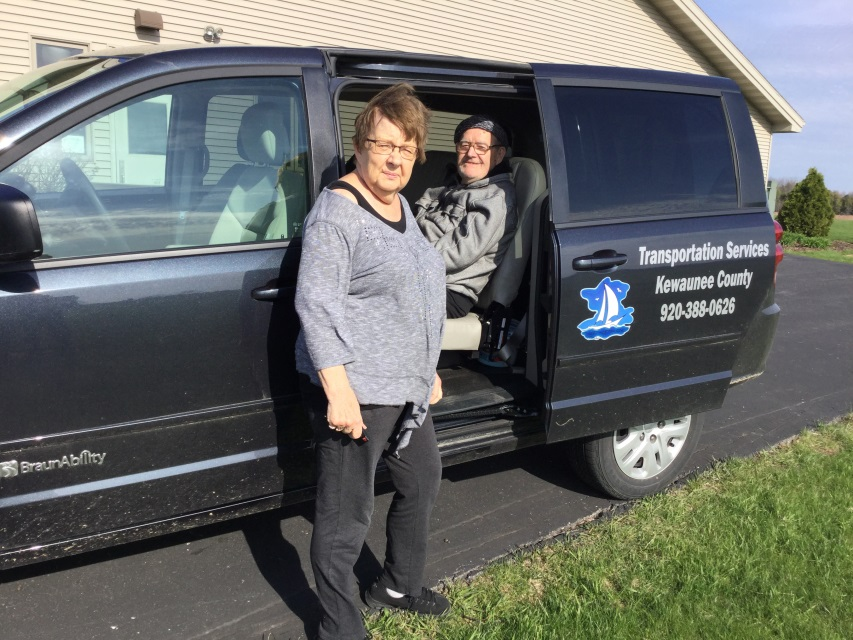 Transportation Services
Kewaunee County
920-388-0626
BraunAbility